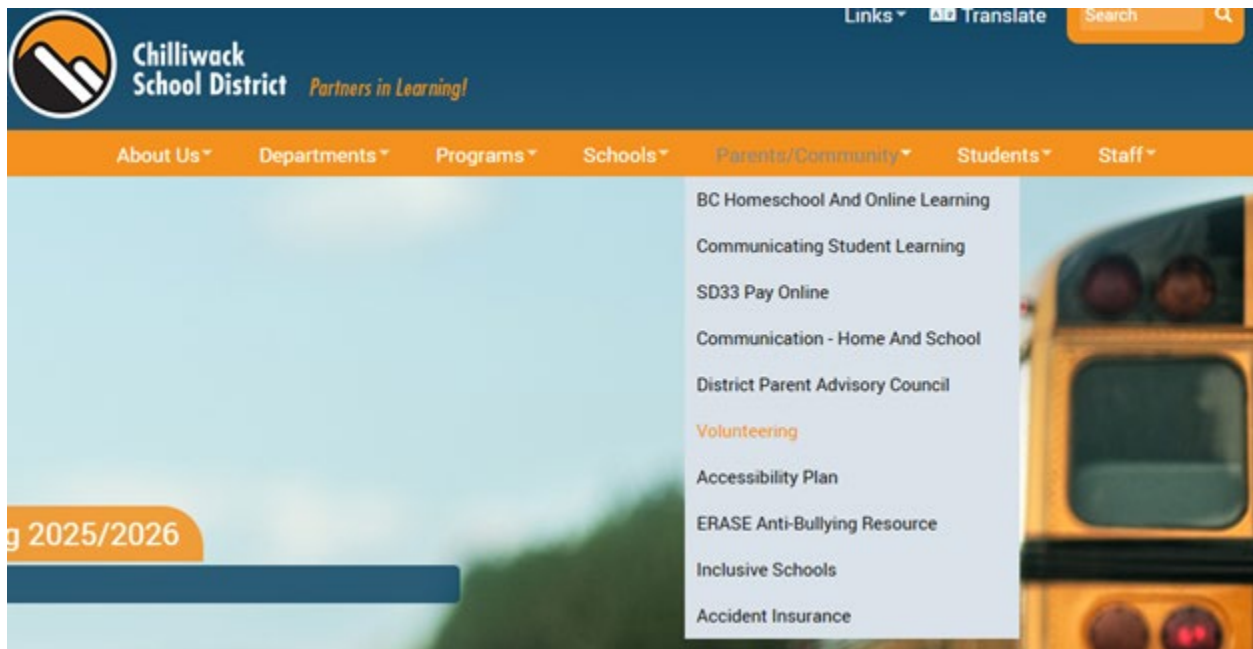 Links
Translate
Search
Chilliwack
School District
Partners in Learning!
About Us
Departments
Programs
Schools
Parents/Community
Students
Staff
BC Homeschool And Online Learning
Communicating Student Learning
SD33 Pay Online
Communication - Home And School
District Parent Advisory Council
Volunteering
Accessibility Plan
ERASE Anti-Bullying Resource
Inclusive Schools
Accident Insurance
g 2025/2026